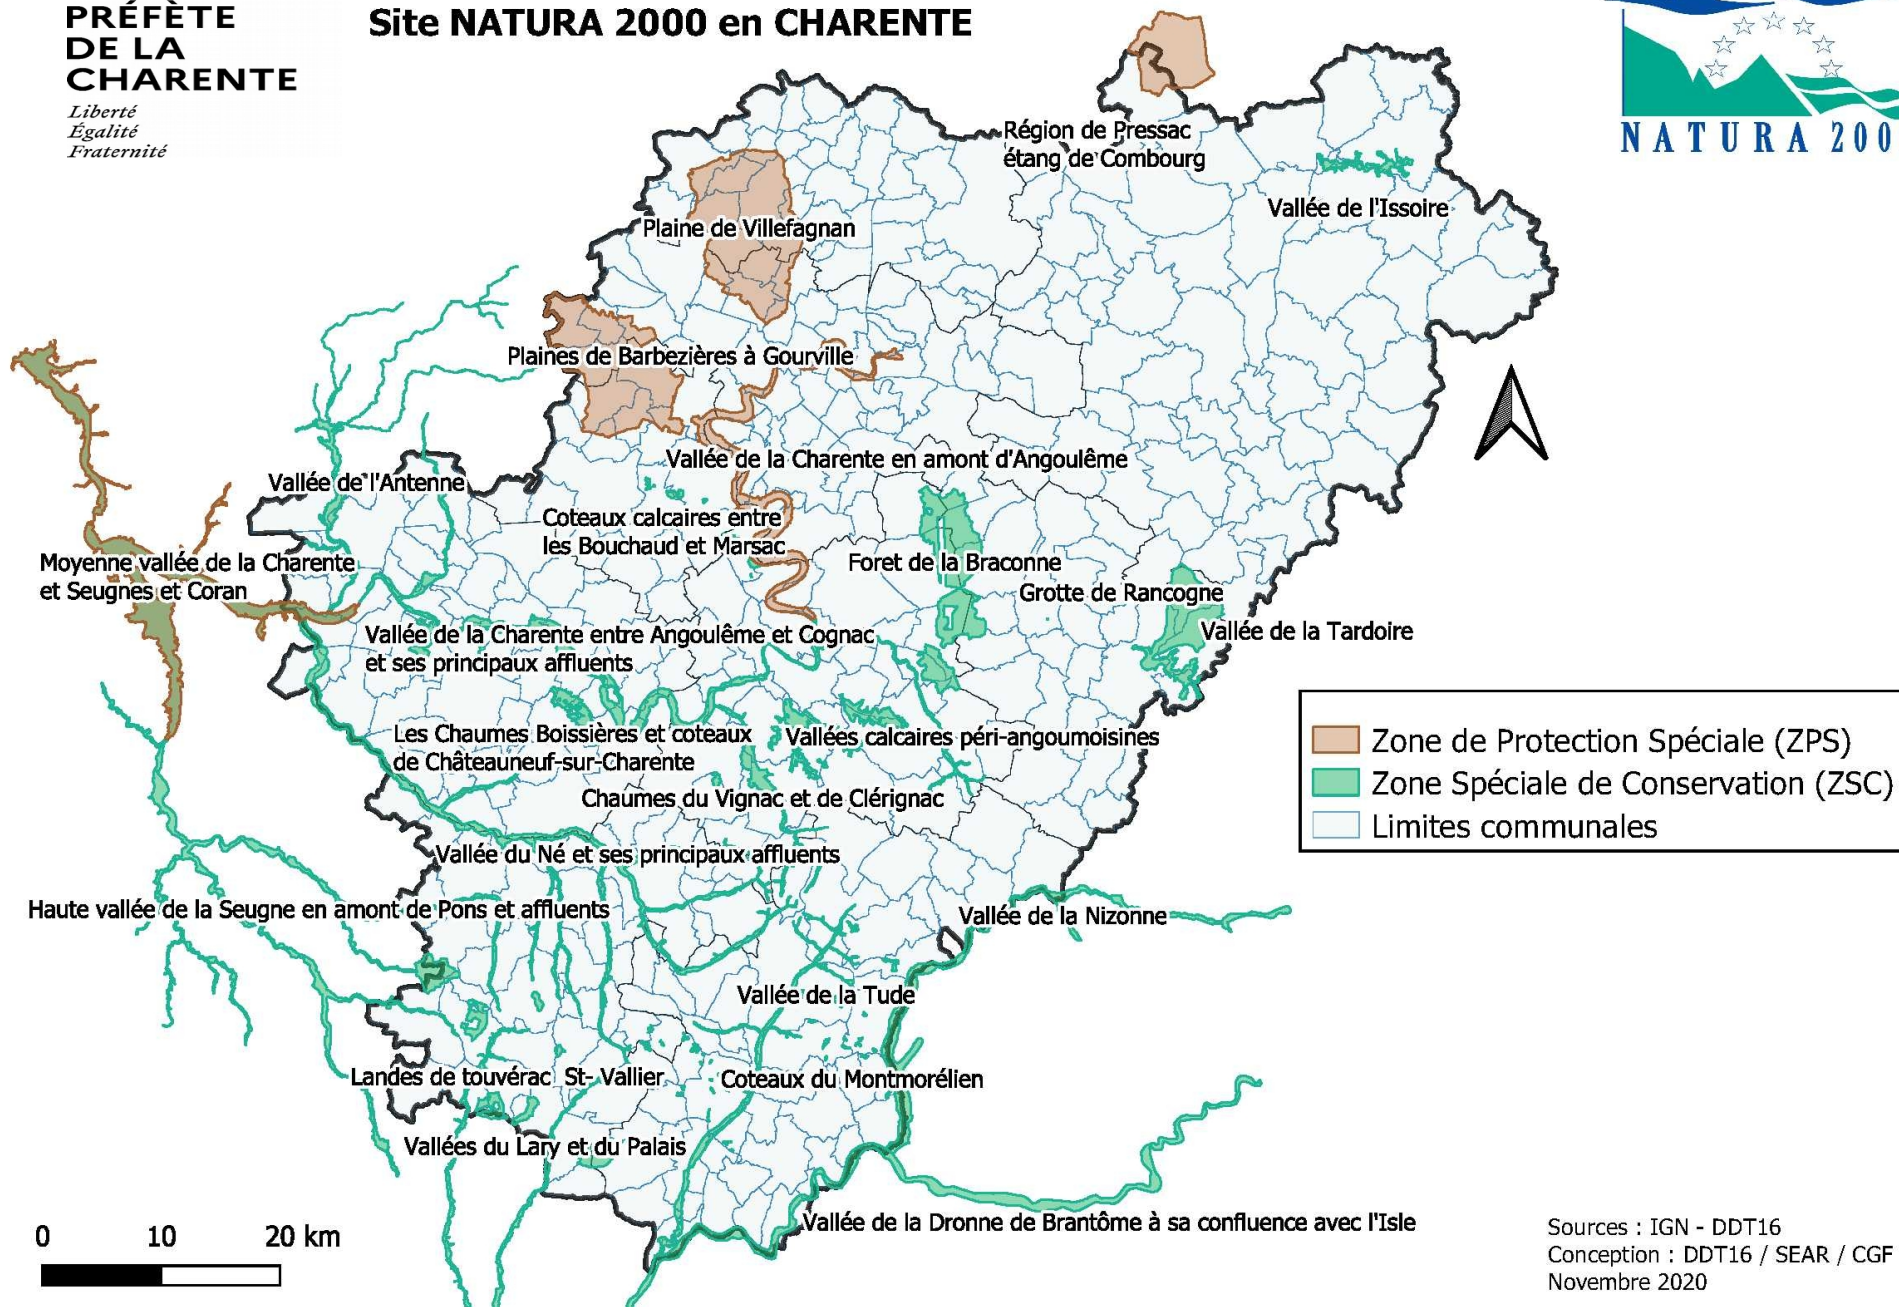 PRÉFÈTE
DE LA
CHARENTE
Liberté
Égalité
Fraternité
Site NATURA 2000 en CHARENTE
NATURA 200
Région de Pressac
étang de Combourg
Vallée de l'Issoire
Plaine de Villefagnan
Plaines de Barbezières à Gourville
Vallée de la Charente en amont d'Angoulême
Vallée de l'Antenne
Coteaux calcaires entre
les Bouchaud et Marsac
Moyenne vallée de la Charente
et Seugnes et Coran
Foret de la Braconne
Grotte de Rancogne
Vallée de la Tardoire
Vallée de la Charente entre Angoulême et Cognac
et ses principaux affluents
Les Chaumes Boissières et coteaux
de Châteauneuf-sur-Charente
Vallées calcaires péri-angoumoisines
Chaumes du Vignac et de Clérignac
Zone de Protection Spéciale (ZPS)
Zone Spéciale de Conservation (ZSC)
Limites communales
Vallée du Né et ses principaux affluents
Haute vallée de la Seugne en amont de Pons et affluents
Vallée de la Nizonne
Vallée de la Tude
Landes de touvérac St- Vallier
Coteaux du Montmorélien
Vallées du Lary et du Palais
Vallée de la Dronne de Brantôme à sa confluence avec l'Isle
0 10 20 km
Sources : IGN - DDT16
Conception : DDT16 / SEAR / CGF
Novembre 2020